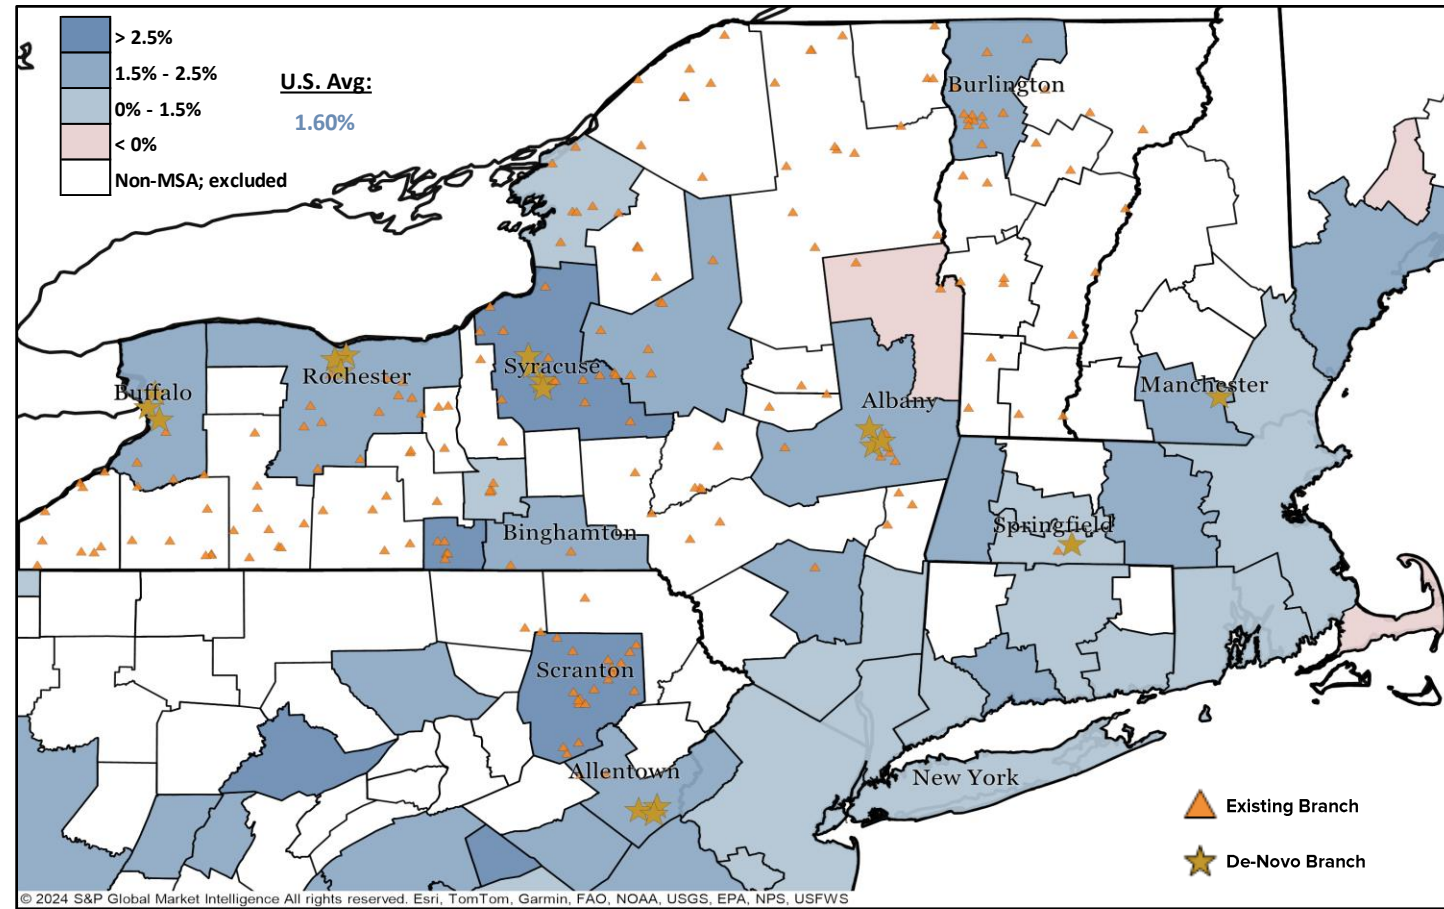 > 2.5%
1.5% - 2.5%
0% - 1.5%
< 0%
Non-MSA; excluded
U.S. Avg:
1.60%
Burlington
Syracuse
Rochester
Buffalo
Manchester
Albany
Springfield
Binghamton
Scranton
Allentown
New York
Existing Branch
De-Novo Branch
© 2024 S&P Global Market Intelligence All rights reserved. Esri, TomTom, Garmin, FAO, NOAA, USGS, EPA, NPS, USFWS